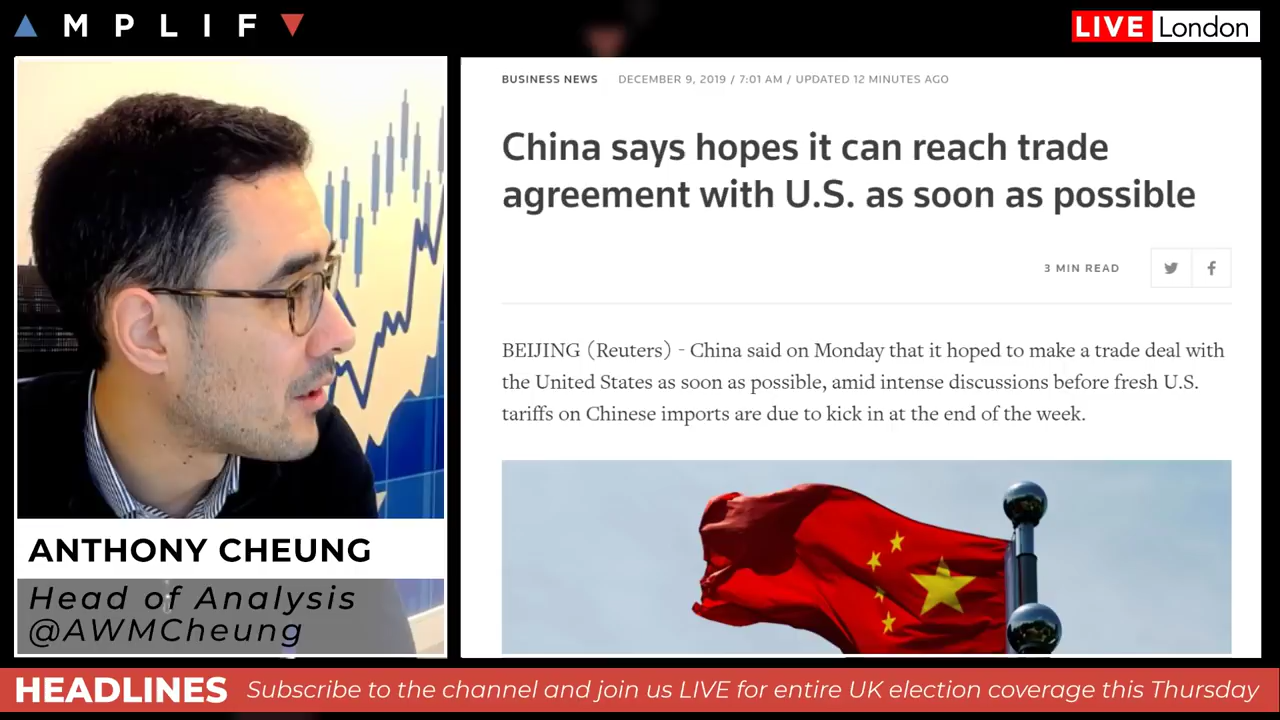 AMPLIFY
LIVE London
BUSINESS NEWS DECEMBER 9, 2019 / 7:01 AM / UPDATED 12 MINUTES AGO
China says hopes it can reach trade
agreement with U.S. as soon as possible
3 MIN READ
BEIJING (Reuters) - China said on Monday that it hoped to make a trade deal with
the United States as soon as possible, amid intense discussions before fresh U.S.
tariffs on Chinese imports are due to kick in at the end of the week.
ANTHONY CHEUNG
Head of Analysis
@AWMCheung
HEADLINES Subscribe to the channel and join us LIVE for entire UK election coverage this Thursday